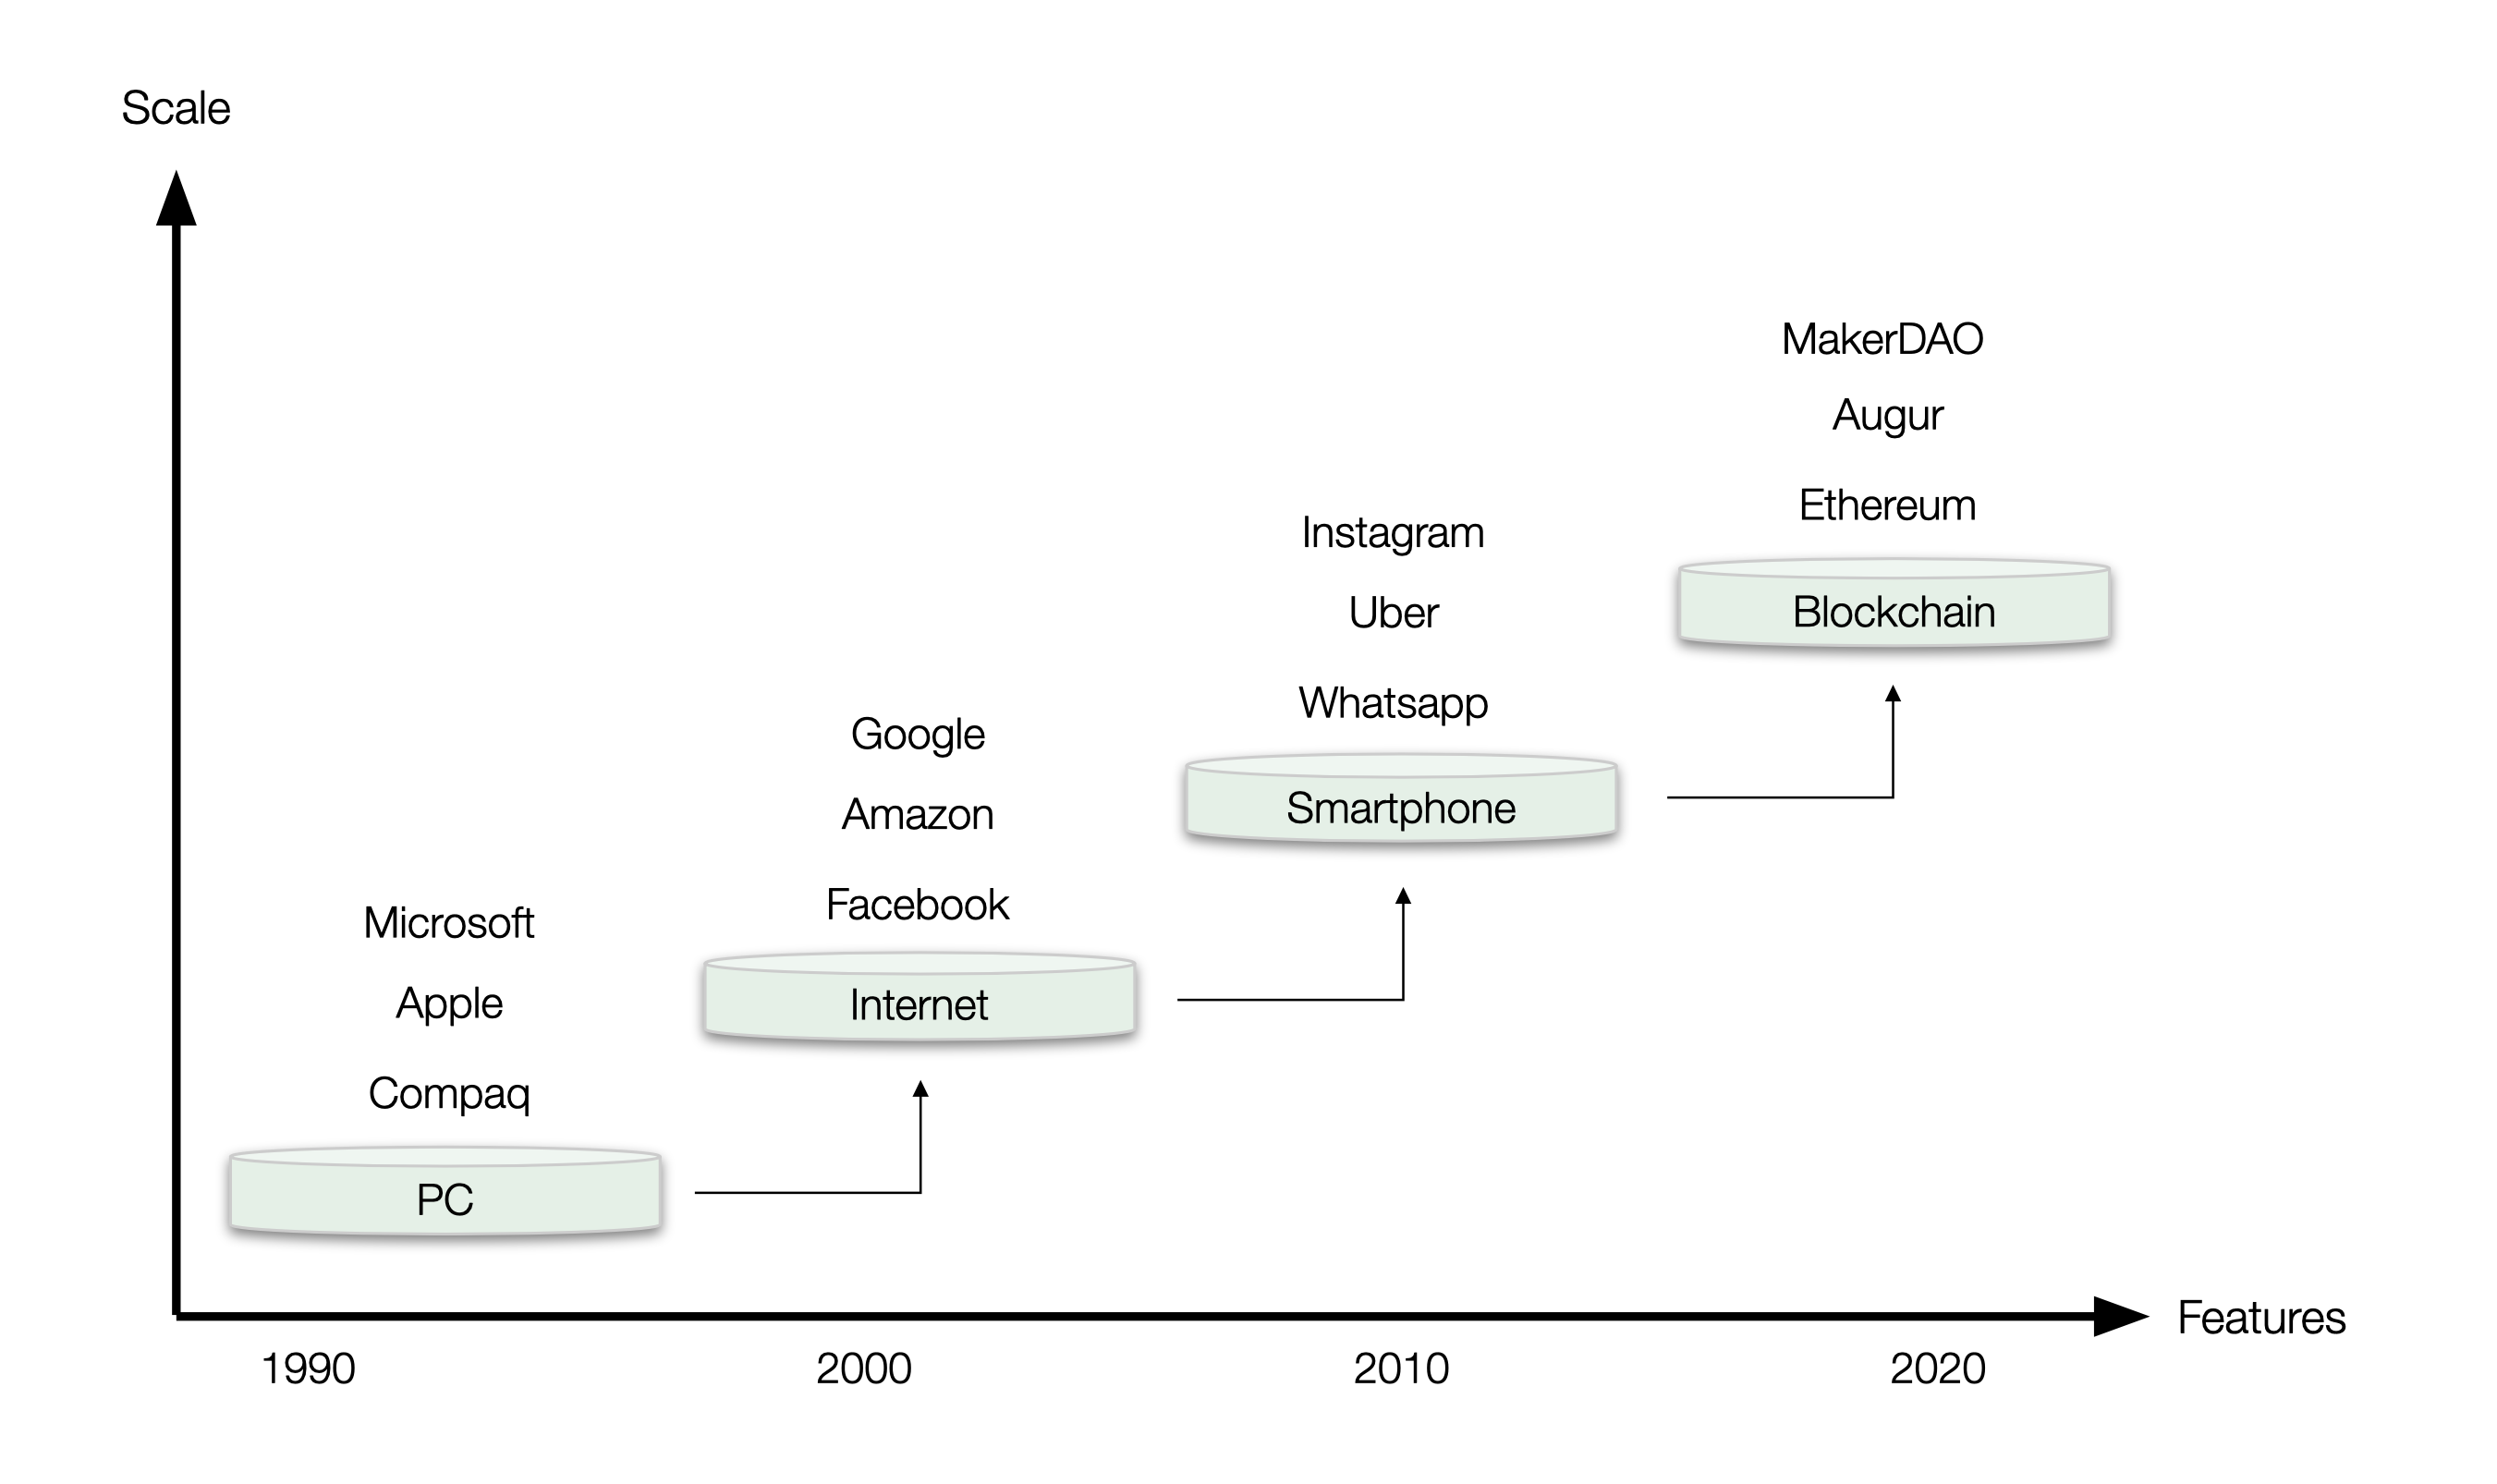 Scale
MakerDAO
Augur
Ethereum
Blockchain
Instagram
Uber
Whatsapp
Smartphone
Google
Amazon
Facebook
Internet
Microsoft
Apple
Compaq
PC
Features
1990
2000
2010
2020